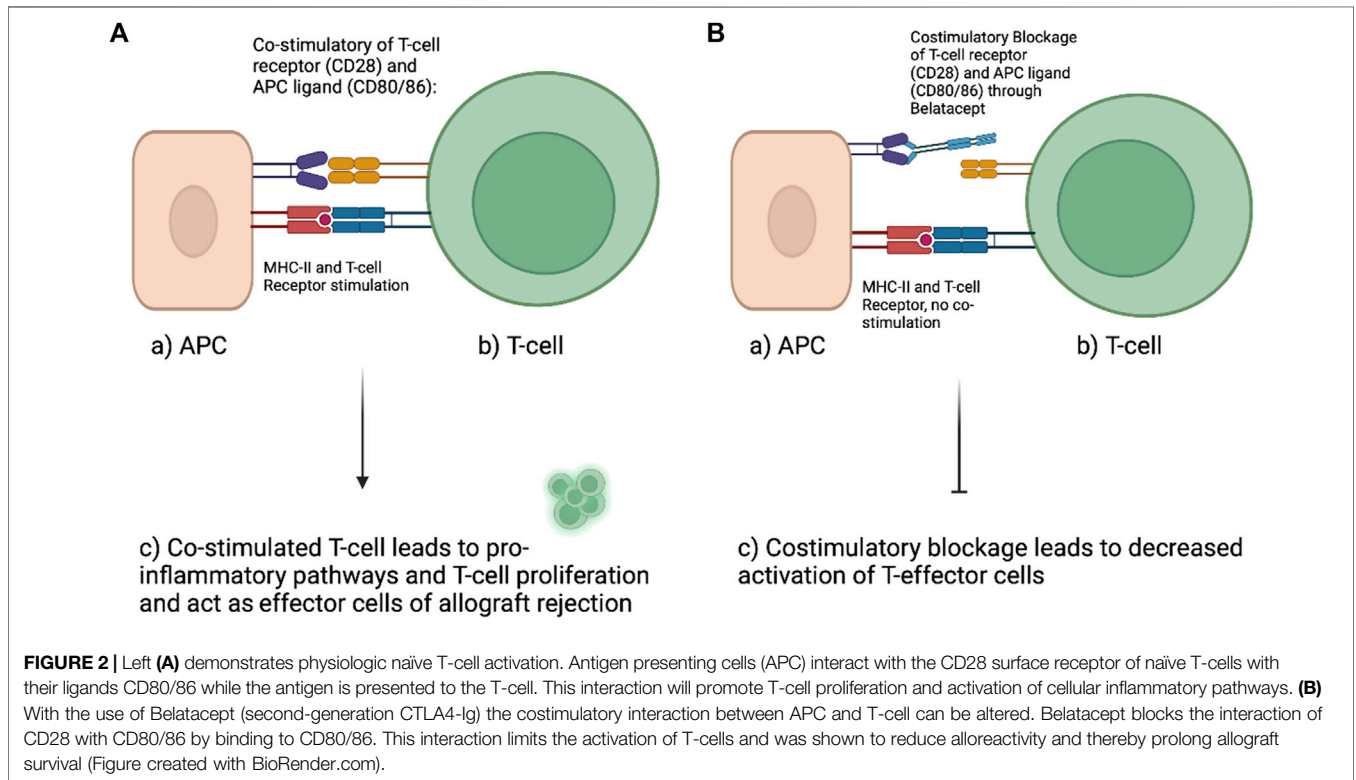 A
Co-stimulatory of T-cell
receptor (CD28) and
APC ligand (CD80/86):
MHC-II and T-cell
Receptor stimulation
a) APC
b) T-cell
c) Co-stimulated T-cell leads to pro-
inflammatory pathways and T-cell proliferation
and act as effector cells of allograft rejection
B
Costimulatory Blockage
of T-cell receptor
(CD28) and APC ligand
(CD80/86) through
Belatacept
MHC-II and T-cell
Receptor, no co-
stimulation
a) APC
b) T-cell
c) Costimulatory blockage leads to decreased
activation of T-effector cells
FIGURE 2 | Left (A) demonstrates physiologic naïve T-cell activation. Antigen presenting cells (APC) interact with the CD28 surface receptor of naïve T-cells with
their ligands CD80/86 while the antigen is presented to the T-cell. This interaction will promote T-cell proliferation and activation of cellular inflammatory pathways. (B)
With the use of Belatacept (second-generation CTLA4-Ig) the costimulatory interaction between APC and T-cell can be altered. Belatacept blocks the interaction of
CD28 with CD80/86 by binding to CD80/86. This interaction limits the activation of T-cells and was shown to reduce alloreactivity and thereby prolong allograft
survival (Figure created with BioRender.com).